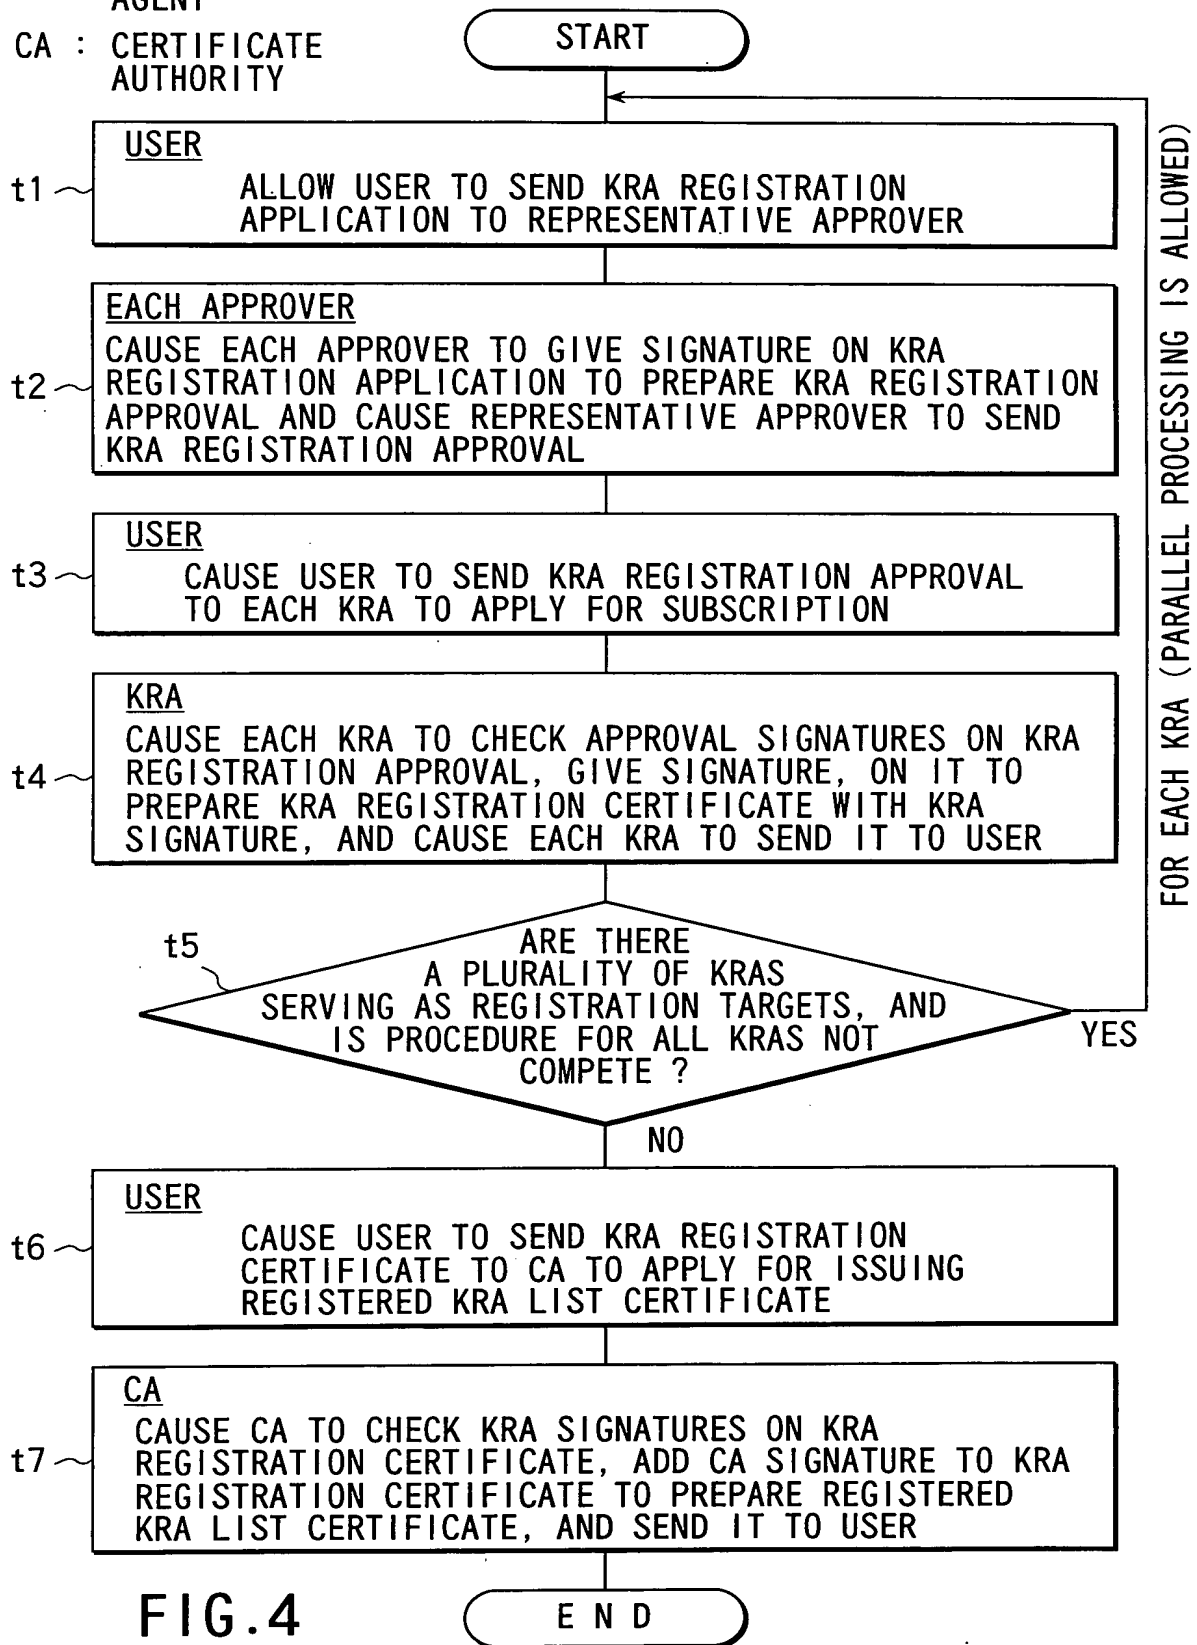 AGENT
CA : CERTIFICATE
AUTHORITY
START
USER
t1
ALLOW USER TO SEND KRA REGISTRATION
APPLICATION TO REPRESENTATIVE APPROVER
EACH APPROVER
t2
CAUSE EACH APPROVER TO GIVE SIGNATURE ON KRA
REGISTRATION APPLICATION TO PREPARE KRA REGISTRATION
APPROVAL AND CAUSE REPRESENTATIVE APPROVER TO SEND
KRA REGISTRATION APPROVAL
USER
t3
CAUSE USER TO SEND KRA REGISTRATION APPROVAL
TO EACH KRA TO APPLY FOR SUBSCRIPTION
KRA
t4
CAUSE EACH KRA TO CHECK APPROVAL SIGNATURES ON KRA
REGISTRATION APPROVAL, GIVE SIGNATURE, ON IT TO
PREPARE KRA REGISTRATION CERTIFICATE WITH KRA
SIGNATURE, AND CAUSE EACH KRA TO SEND IT TO USER
t5
ARE THERE
A PLURALITY OF KRAS
SERVING AS REGISTRATION TARGETS, AND
IS PROCEDURE FOR ALL KRAS NOT
COMPETE ?
YES
FOR EACH KRA (PARALLEL PROCESSING IS ALLOWED)
NO
USER
t6
CAUSE USER TO SEND KRA REGISTRATION
CERTIFICATE TO CA TO APPLY FOR ISSUING
REGISTERED KRA LIST CERTIFICATE
CA
t7
CAUSE CA TO CHECK KRA SIGNATURES ON KRA
REGISTRATION CERTIFICATE, ADD CA SIGNATURE TO KRA
REGISTRATION CERTIFICATE TO PREPARE REGISTERED
KRA LIST CERTIFICATE, AND SEND IT TO USER
END
FIG.4